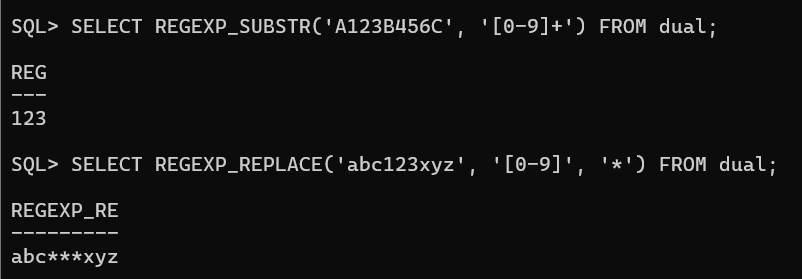 SQL> SELECT REGEXP_SUBSTR('A123B456C', '[0-9]+') FROM dual;
REG
---
123
SQL> SELECT REGEXP_REPLACE('abc123xyz', '[0-9]', '*') FROM dual;
REGEXP_RE
---------
abc***xyz